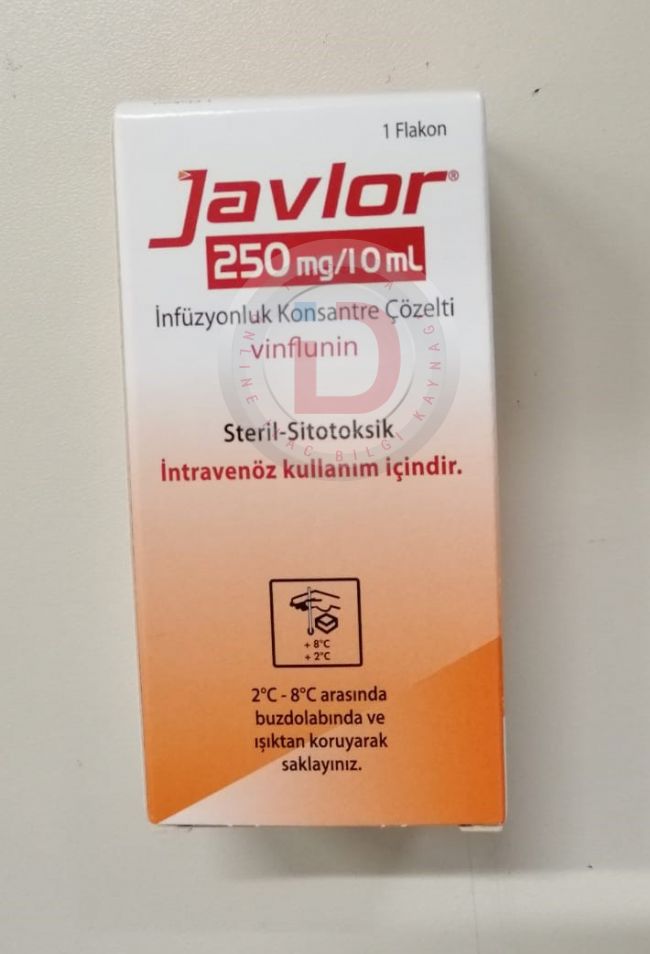 1 Flakon
Javlor®
250 mg/10 mL
İnfüzyonluk Konsantre Çözelti
vinflunin
Steril-Sitotoksik
İntravenöz kullanım içindir.
+ 8°C
+ 2°C
2°C - 8°C arasında
buzdolabında ve
ışıktan koruyarak
saklayınız.